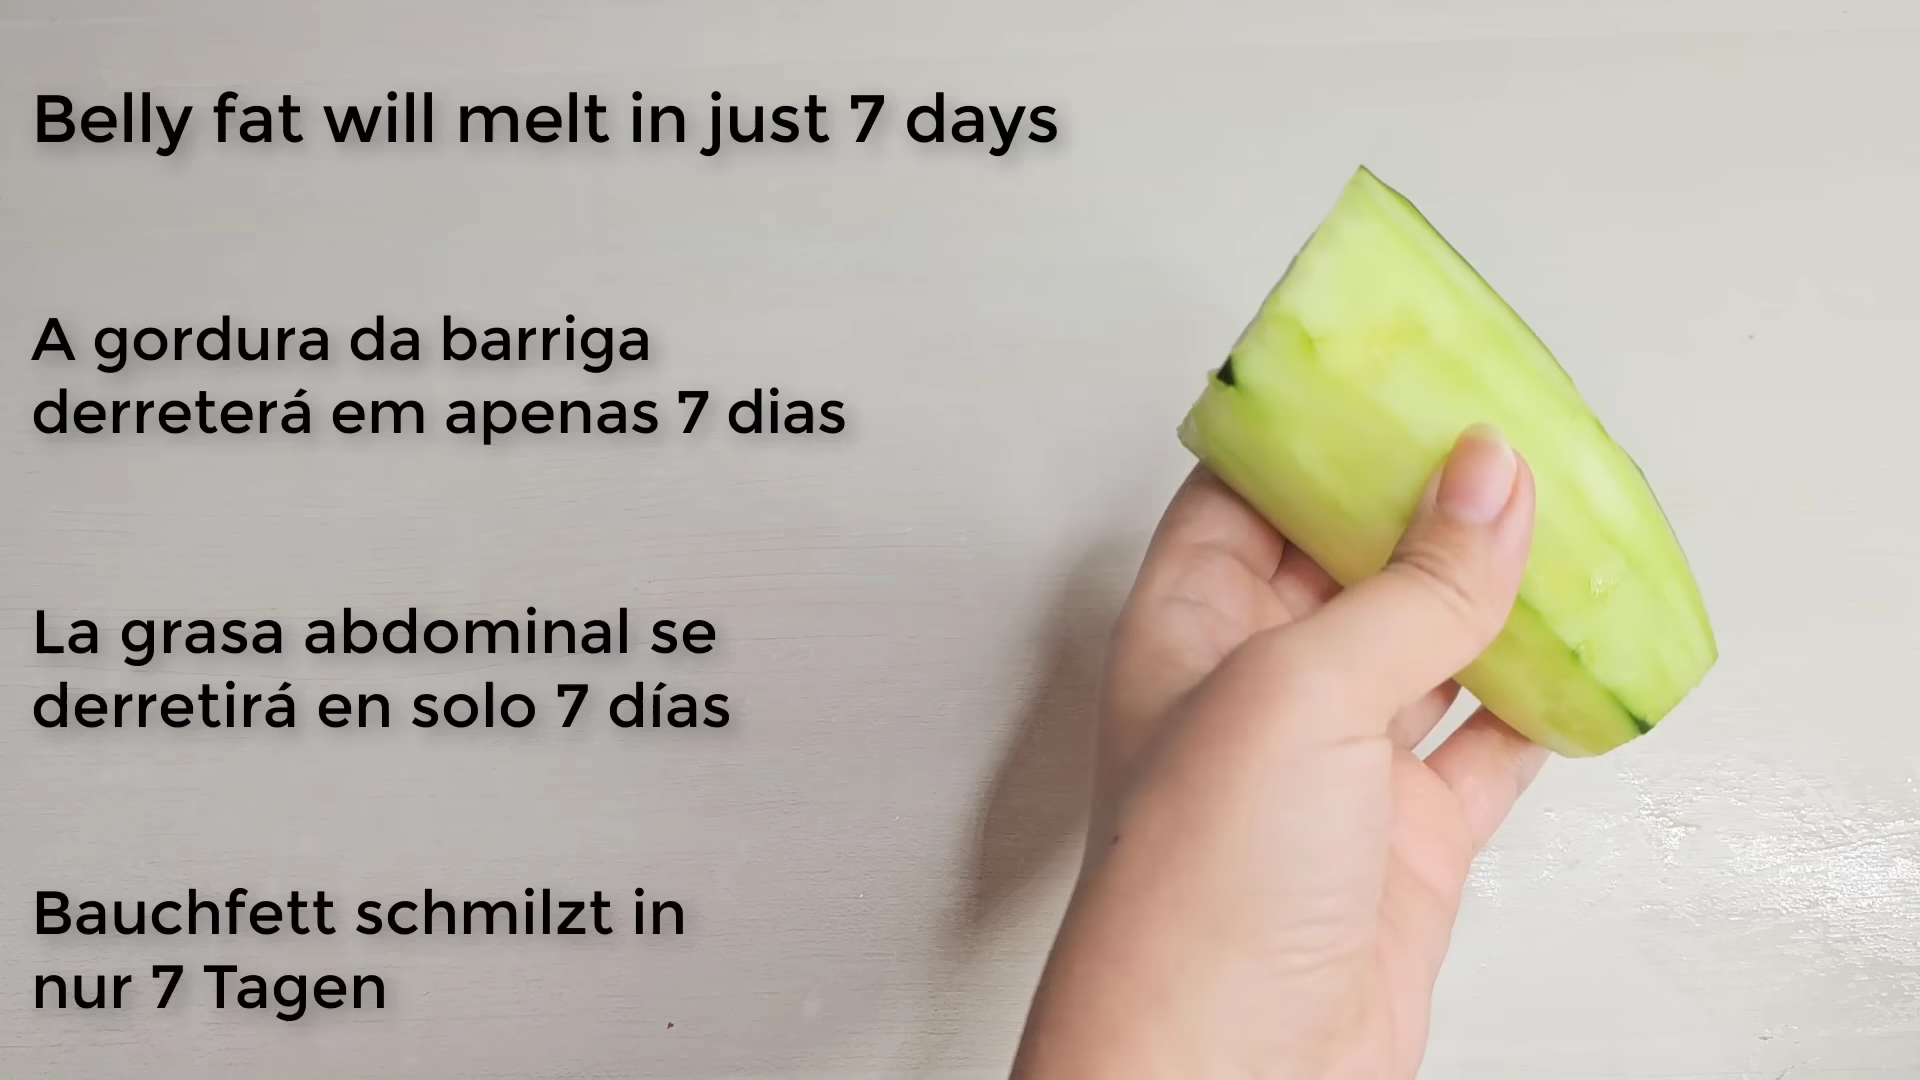 Belly fat will melt in just 7 days
A gordura da barriga
derreterá em apenas 7 dias
La grasa abdominal se
derretirá en solo 7 días
Bauchfett schmilzt in
nur 7 Tagen